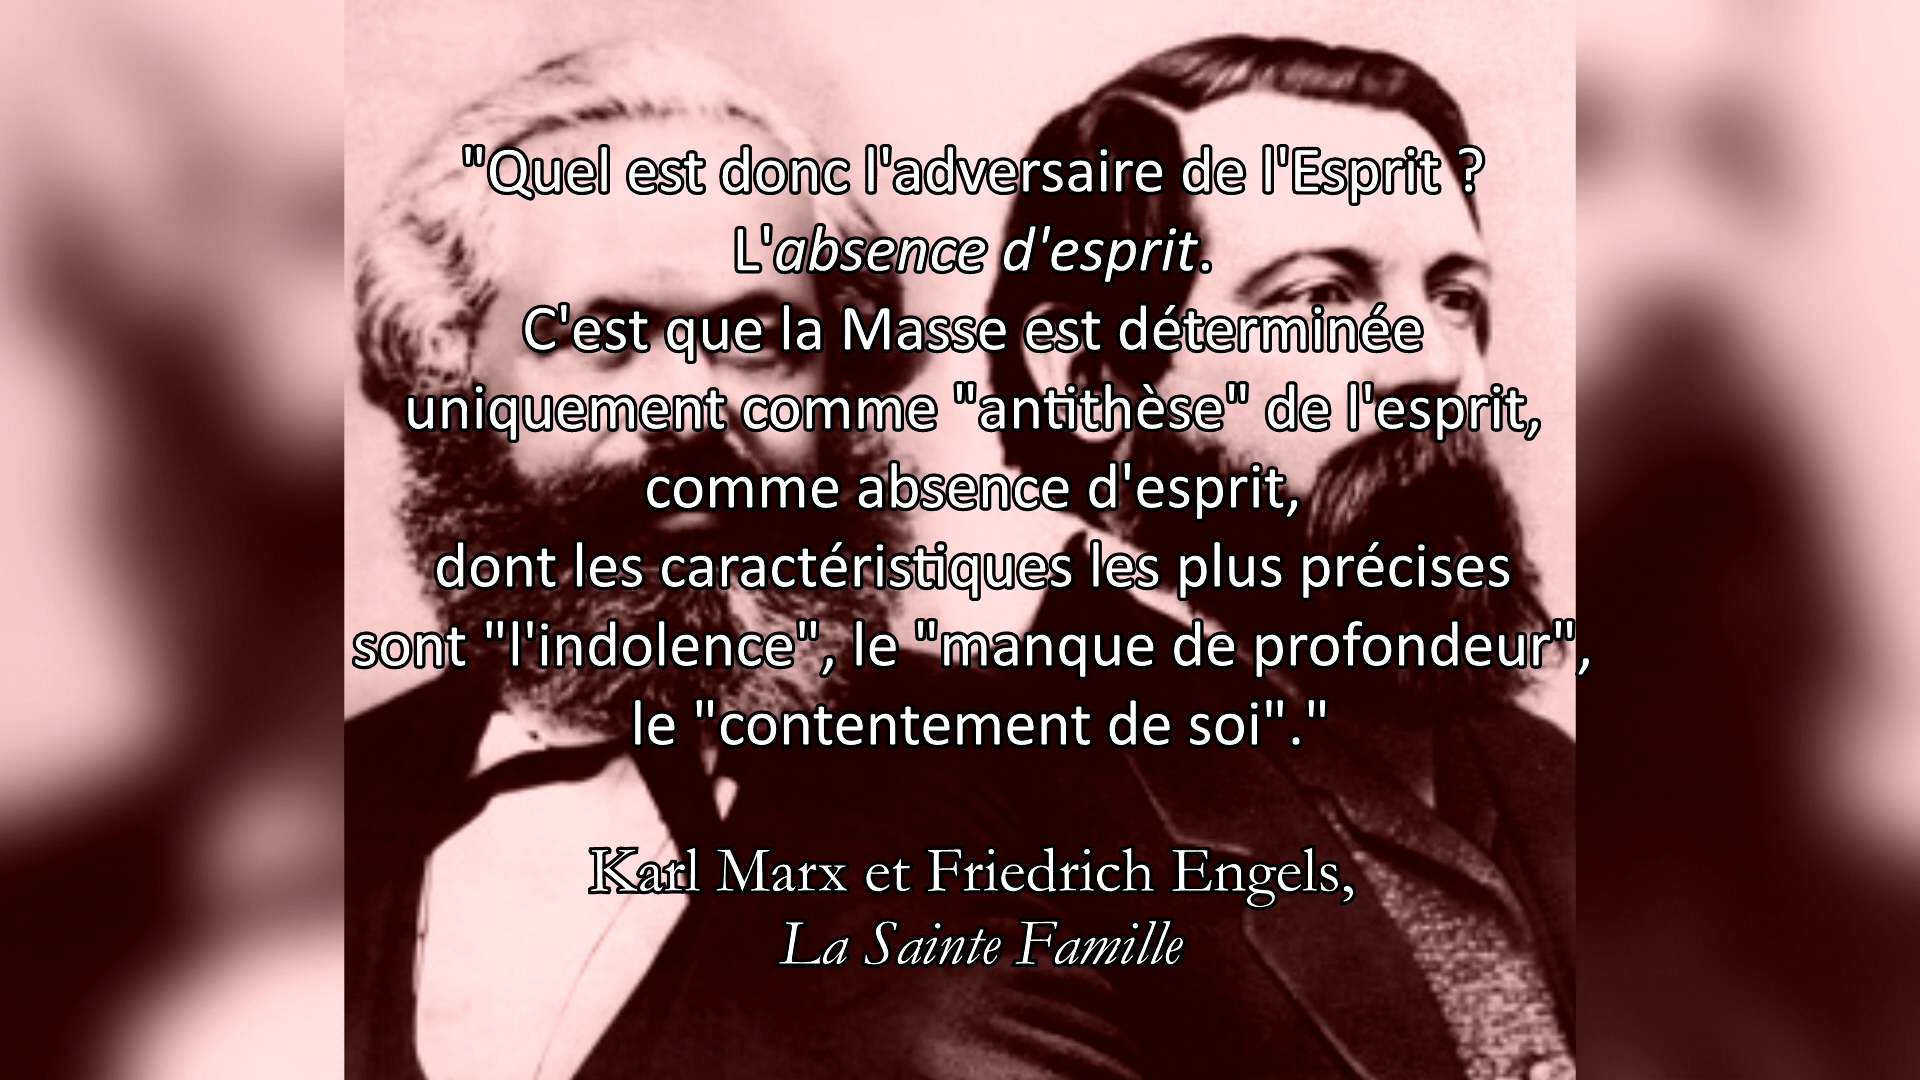 "Quel est donc l'adversaire de l'Esprit ?
L'absence d'esprit.
C'est que la Masse est déterminée
uniquement comme "antithèse" de l'esprit,
comme absence d'esprit,
dont les caractéristiques les plus précises
sont "l'indolence", le "manque de profondeur",
le "contentement de soi"."
Karl Marx et Friedrich Engels,
La Sainte Famille